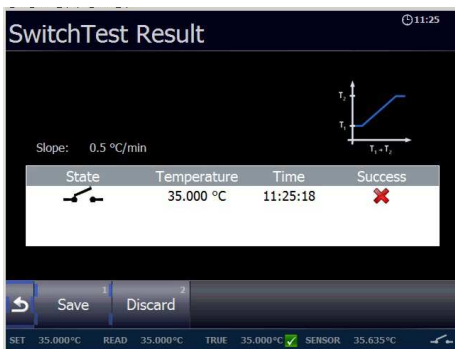 11:25
SwitchTest Result
T₂
T₁
T₁→T₂
Slope: 0.5 °C/min
State Temperature Time Success
35.000 °C 11:25:18
1 2
Save Discard
SET 35.000°C READ 35.000°C TRUE 35.000°C SENSOR 35.635°C